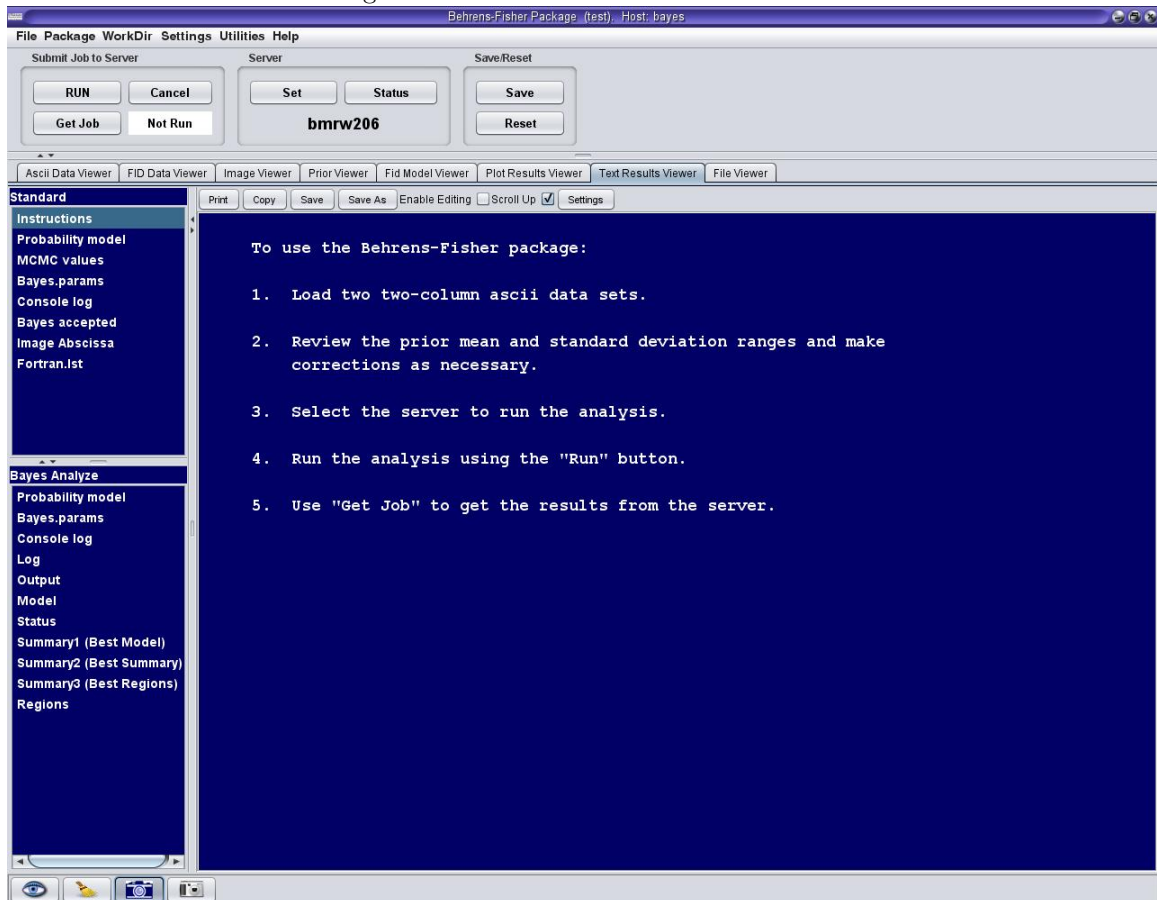 Behrens-Fisher Package (test), Host: bayes
File Package WorkDir Settings Utilities Help
Submit Job to Server
Server
Save/Reset
RUN
Cancel
Set
Status
Save
Get Job
Not Run
bmrw206
Reset
Ascii Data Viewer
FID Data Viewer
Image Viewer
Prior Viewer
Fid Model Viewer
Plot Results Viewer
Text Results Viewer
File Viewer
Standard
Instructions
Probability model
MCMC values
Bayes.params
Console log
Bayes accepted
Image Abscissa
Fortran.lst
Bayes Analyze
Probability model
Bayes.params
Console log
Log
Output
Model
Status
Summary1 (Best Model)
Summary2 (Best Summary)
Summary3 (Best Regions)
Regions
Print
Copy
Save
Save As
Enable Editing
Scroll Up
Settings
To use the Behrens-Fisher package:
1. Load two two-column ascii data sets.
2. Review the prior mean and standard deviation ranges and make
corrections as necessary.
3. Select the server to run the analysis.
4. Run the analysis using the "Run" button.
5. Use "Get Job" to get the results from the server.